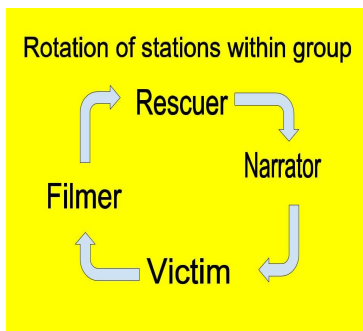 Rotation of stations within group
Rescuer
Narrator
Filmer
Victim